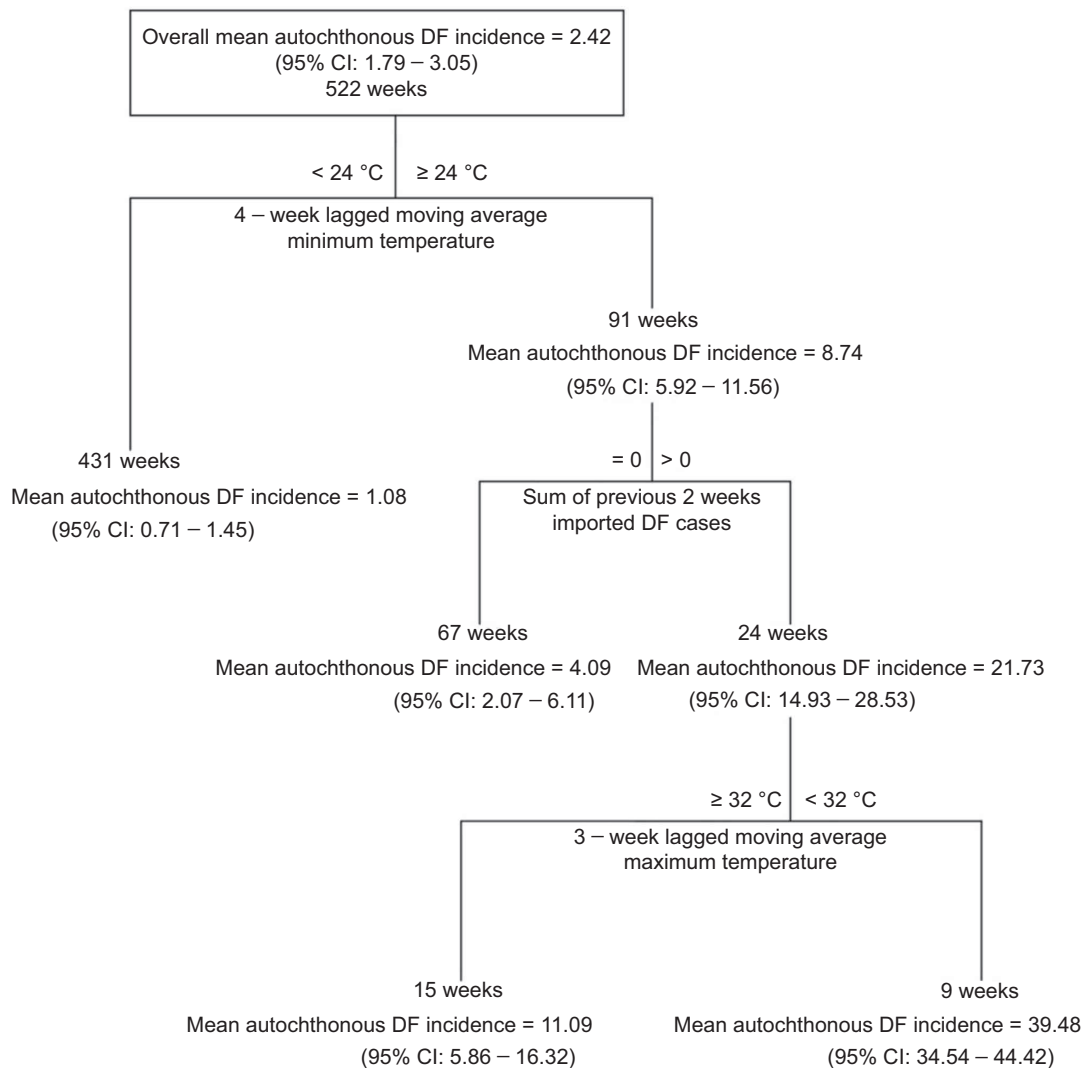 Overall mean autochthonous DF incidence = 2.42
(95% CI: 1.79 – 3.05)
522 weeks
< 24 °C ≥ 24 °C
4 – week lagged moving average
minimum temperature
91 weeks
Mean autochthonous DF incidence = 8.74
(95% CI: 5.92 – 11.56)
431 weeks
Mean autochthonous DF incidence = 1.08
(95% CI: 0.71 – 1.45)
= 0 > 0
Sum of previous 2 weeks
imported DF cases
67 weeks
Mean autochthonous DF incidence = 4.09
(95% CI: 2.07 – 6.11)
24 weeks
Mean autochthonous DF incidence = 21.73
(95% CI: 14.93 – 28.53)
≥ 32 °C < 32 °C
3 – week lagged moving average
maximum temperature
15 weeks
Mean autochthonous DF incidence = 11.09
(95% CI: 5.86 – 16.32)
9 weeks
Mean autochthonous DF incidence = 39.48
(95% CI: 34.54 – 44.42)